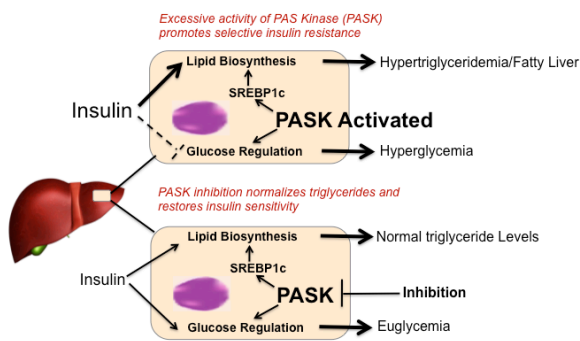 Excessive activity of PAS Kinase (PASK)
promotes selective insulin resistance
Lipid Biosynthesis
Hypertriglyceridemia/Fatty Liver
SREBP1c
Insulin
PASK Activated
Glucose Regulation
Hyperglycemia
PASK inhibition normalizes triglycerides and
restores insulin sensitivity
Lipid Biosynthesis
Normal triglyceride Levels
SREBP1c
Insulin
PASK
Inhibition
Glucose Regulation
Euglycemia